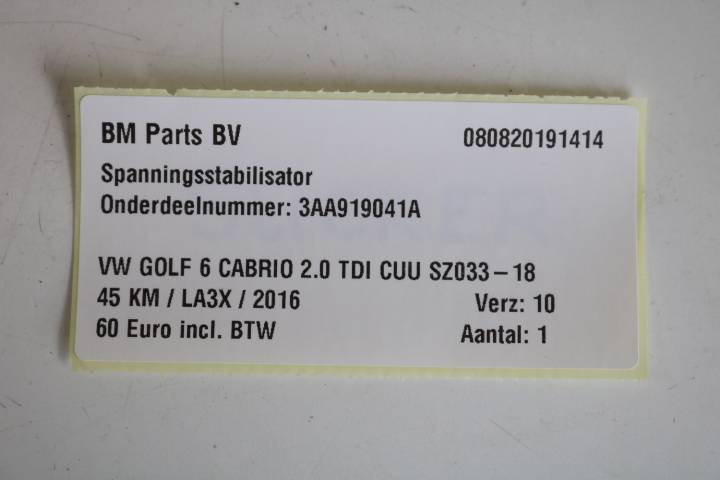 BM Parts BV 080820191414
Spanningsstabilisator
Onderdeelnummer: 3AA919041A
VW GOLF 6 CABRIO 2.0 TDI CUU SZ033-18
45 KM / LA3X / 2016 Verz: 10
60 Euro incl. BTW Aantal: 1